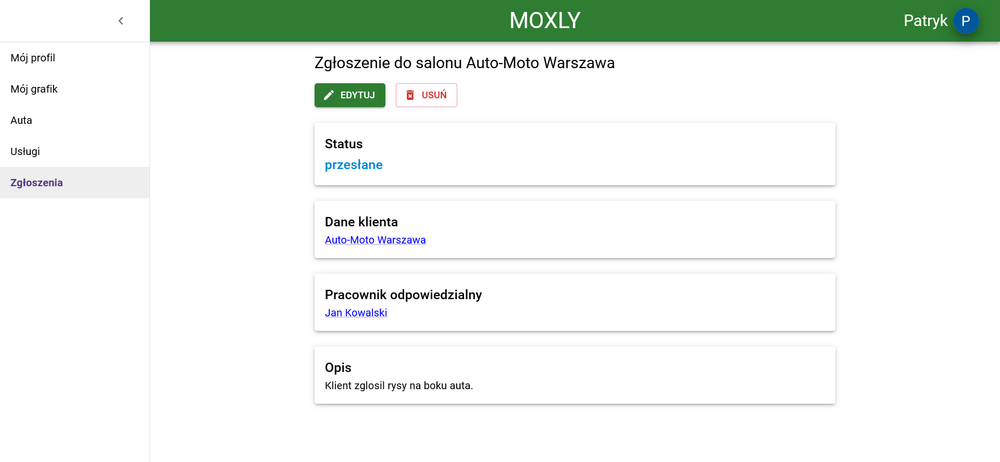 MOXLY
Patryk
P
Mój profil
Mój grafik
Auta
Usługi
Zgłoszenia
Zgłoszenie do salonu Auto-Moto Warszawa
EDYTUJ
USUŃ
Status
przesłane
Dane klienta
Auto-Moto Warszawa
Pracownik odpowiedzialny
Jan Kowalski
Opis
Klient zglosil rysy na boku auta.